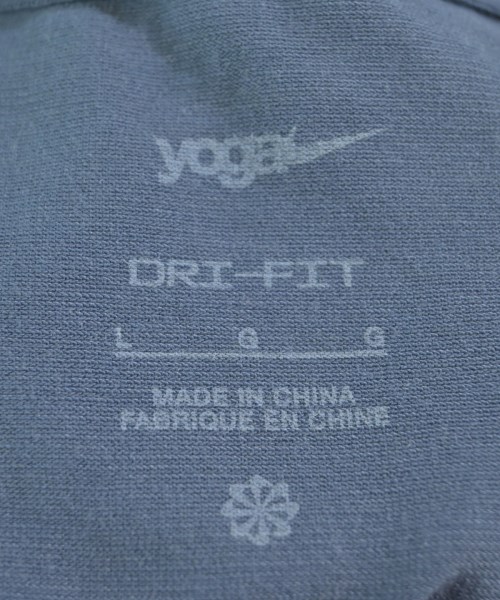 yoga
DRI-FIT
L G G
MADE IN CHINA
FABRIQUE EN CHINE